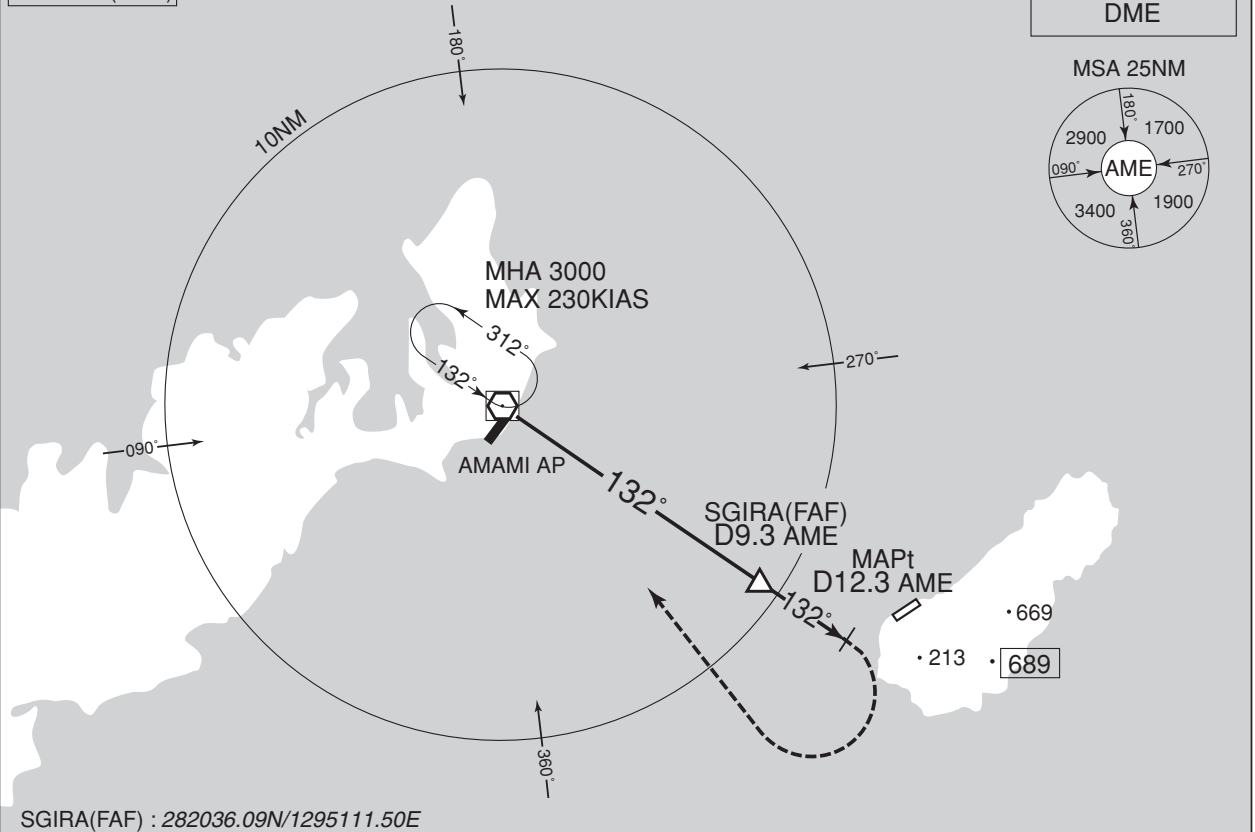 DME
MSA 25NM
180°
2900
1700
090°
AME
270°
3400
1900
360°
180°
10NM
MHA 3000
MAX 230KIAS
312°
132°
270°
090°
AMAMI AP
132°
SGIRA(FAF)
D9.3 AME
MAPt
D12.3 AME
132°
669
213
689
360°
SGIRA(FAF) : 282036.09N/1295111.50E